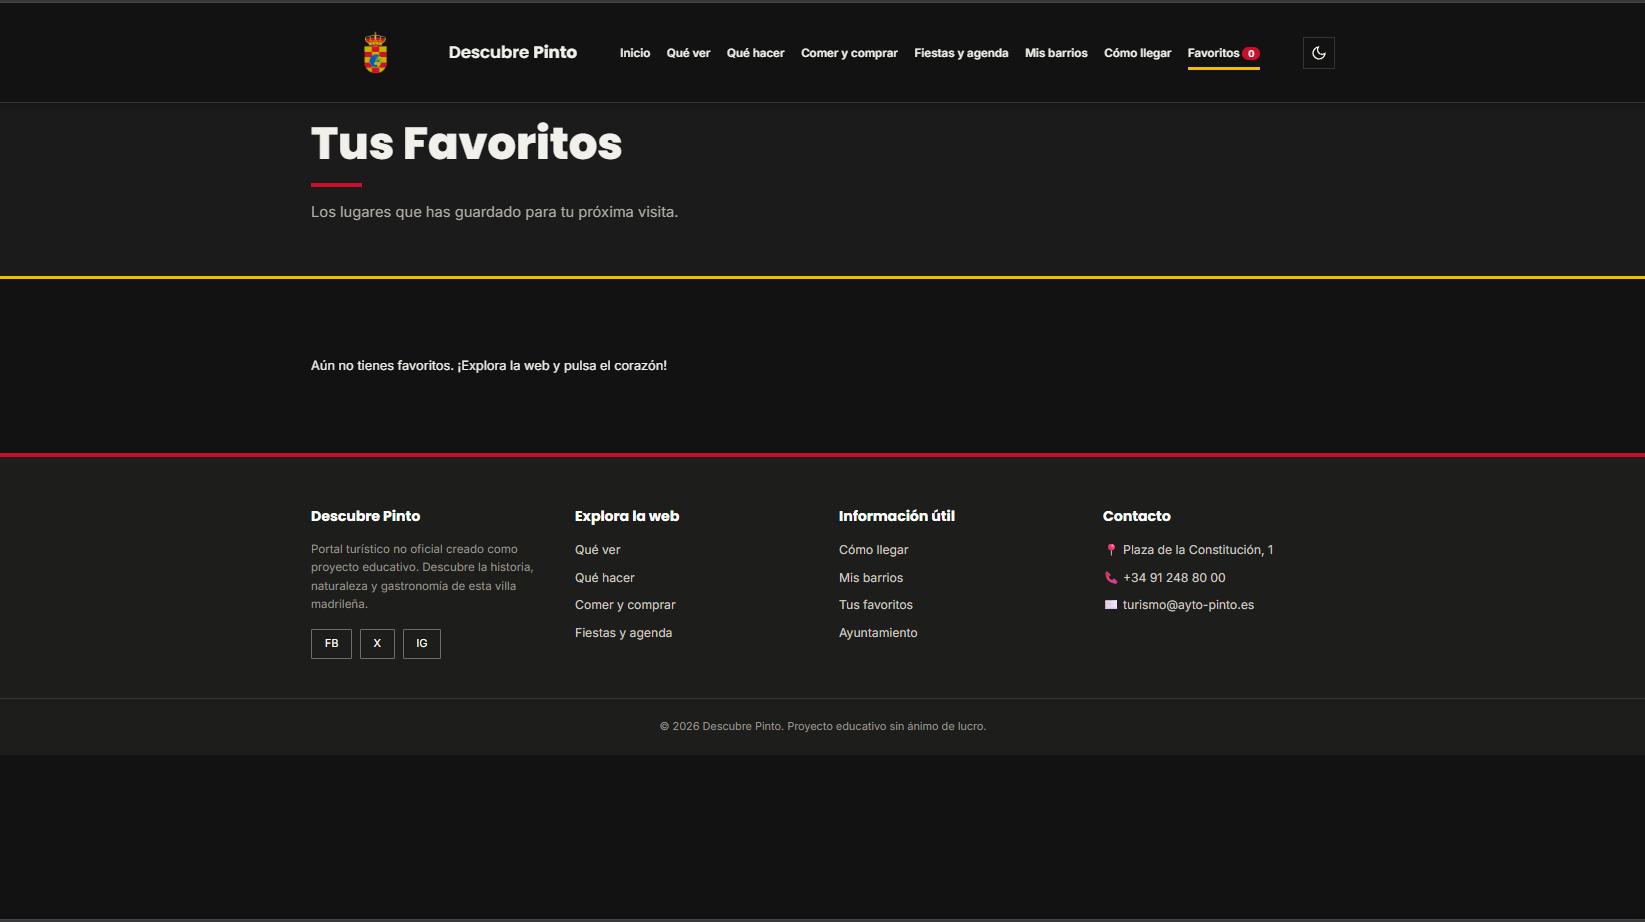 Descubre Pinto
Inicio Qué ver Qué hacer Comer y comprar Fiestas y agenda Mis barrios Cómo llegar Favoritos 0
Tus Favoritos
Los lugares que has guardado para tu próxima visita.
Aún no tienes favoritos. ¡Explora la web y pulsa el corazón!
Descubre Pinto
Portal turístico no oficial creado como
proyecto educativo. Descubre la historia,
naturaleza y gastronomía de esta villa
madrileña.
FB X IG
Explora la web
Qué ver
Qué hacer
Comer y comprar
Fiestas y agenda
Información útil
Cómo llegar
Mis barrios
Tus favoritos
Ayuntamiento
Contacto
Plaza de la Constitución, 1
+34 91 248 80 00
turismo@ayto-pinto.es
© 2026 Descubre Pinto. Proyecto educativo sin ánimo de lucro.